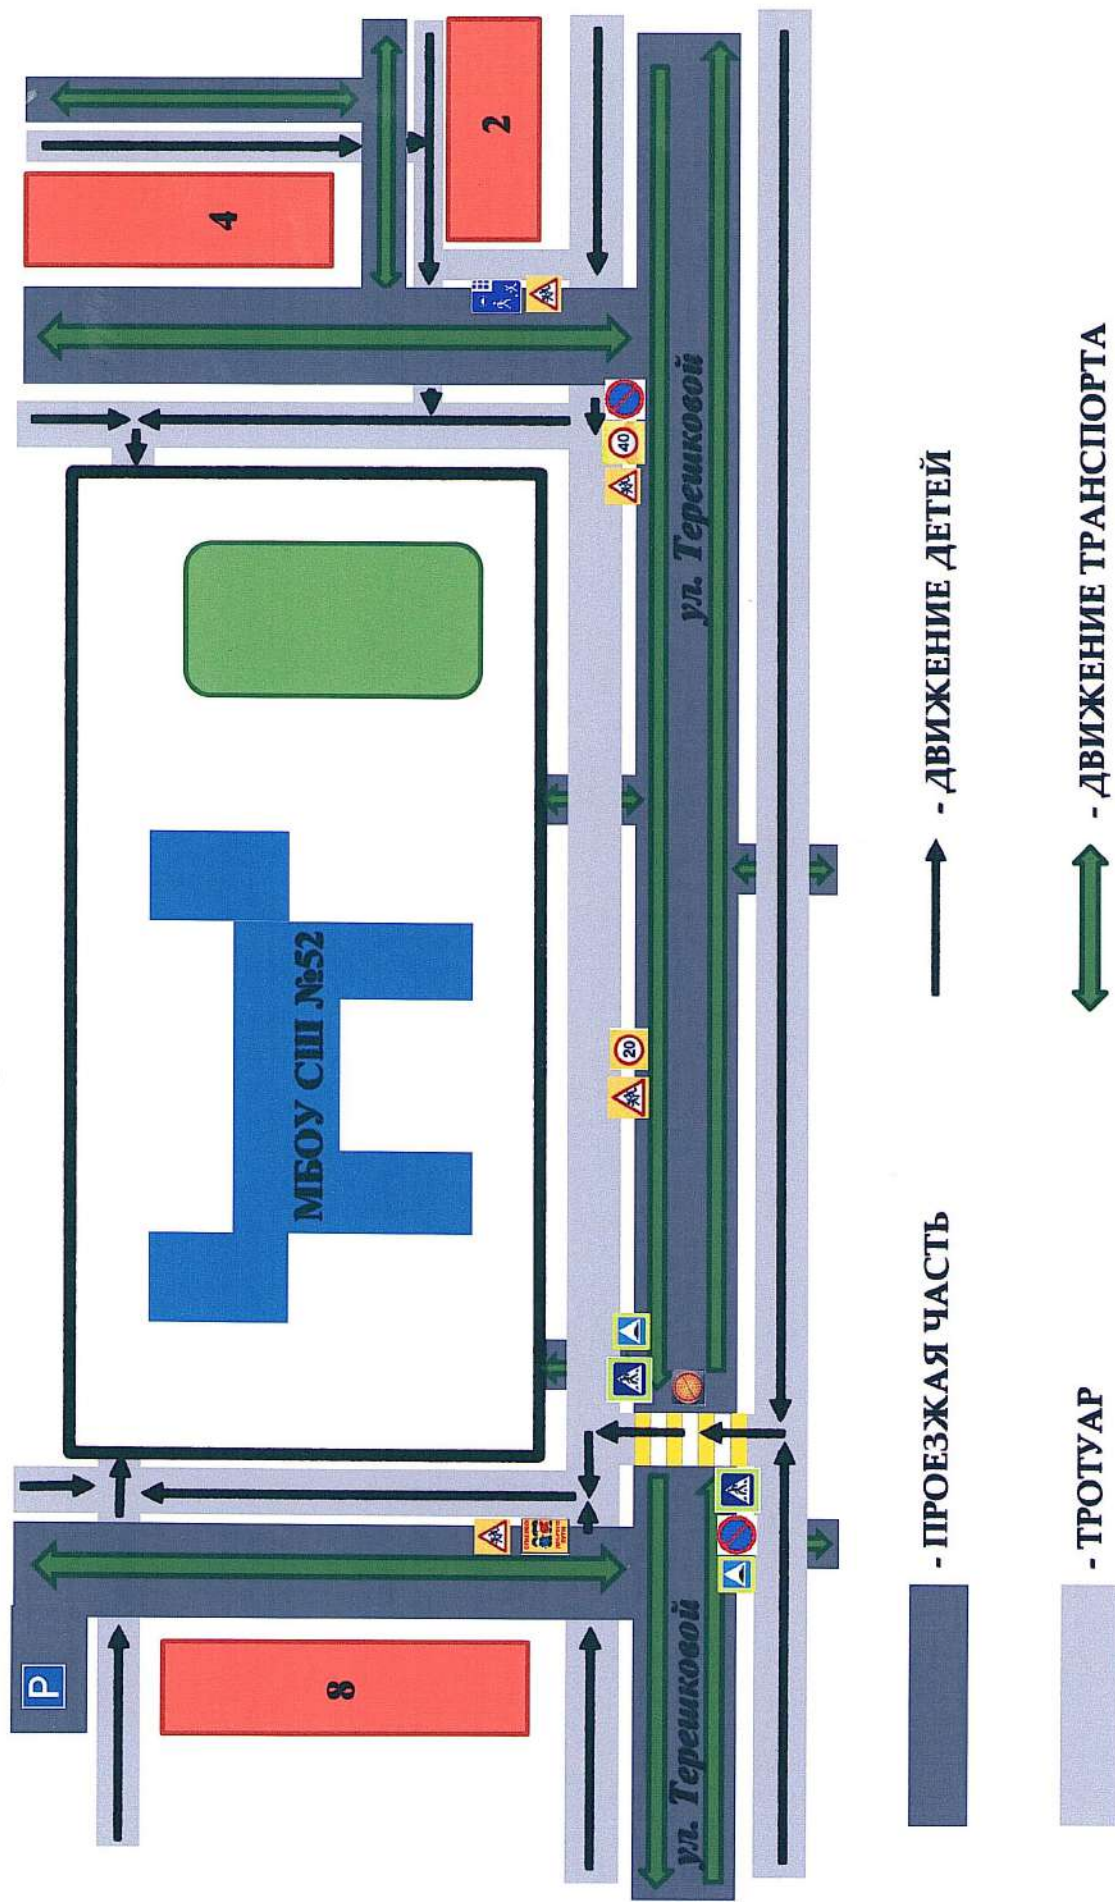 4
2
P
8
МБОУ СШ №52
40
20
ул. Терешковой
ул. Терешковой
- ПРОЕЗЖАЯ ЧАСТЬ
- ДВИЖЕНИЕ ДЕТЕЙ
- ТРОТУАР
- ДВИЖЕНИЕ ТРАНСПОРТА